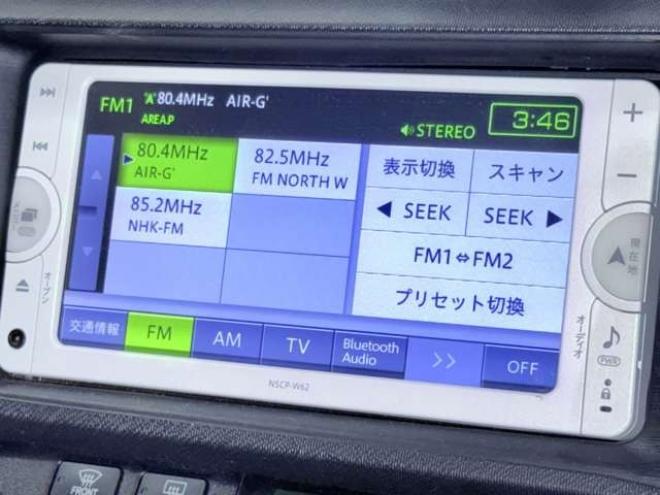 FM1 80.4MHz AIR-G'
AREA.P
STEREO
3:46
80.4MHz
AIR-G'
82.5MHz
FM NORTH W
85.2MHz
NHK-FM
表示切換
スキャン
SEEK
SEEK
FM1⇔FM2
プリセット切換
交通情報
FM
AM
TV
Bluetooth
Audio
>>
OFF
NSCP-W62
オープン
現在地
オーディオ
PWR
FRONT